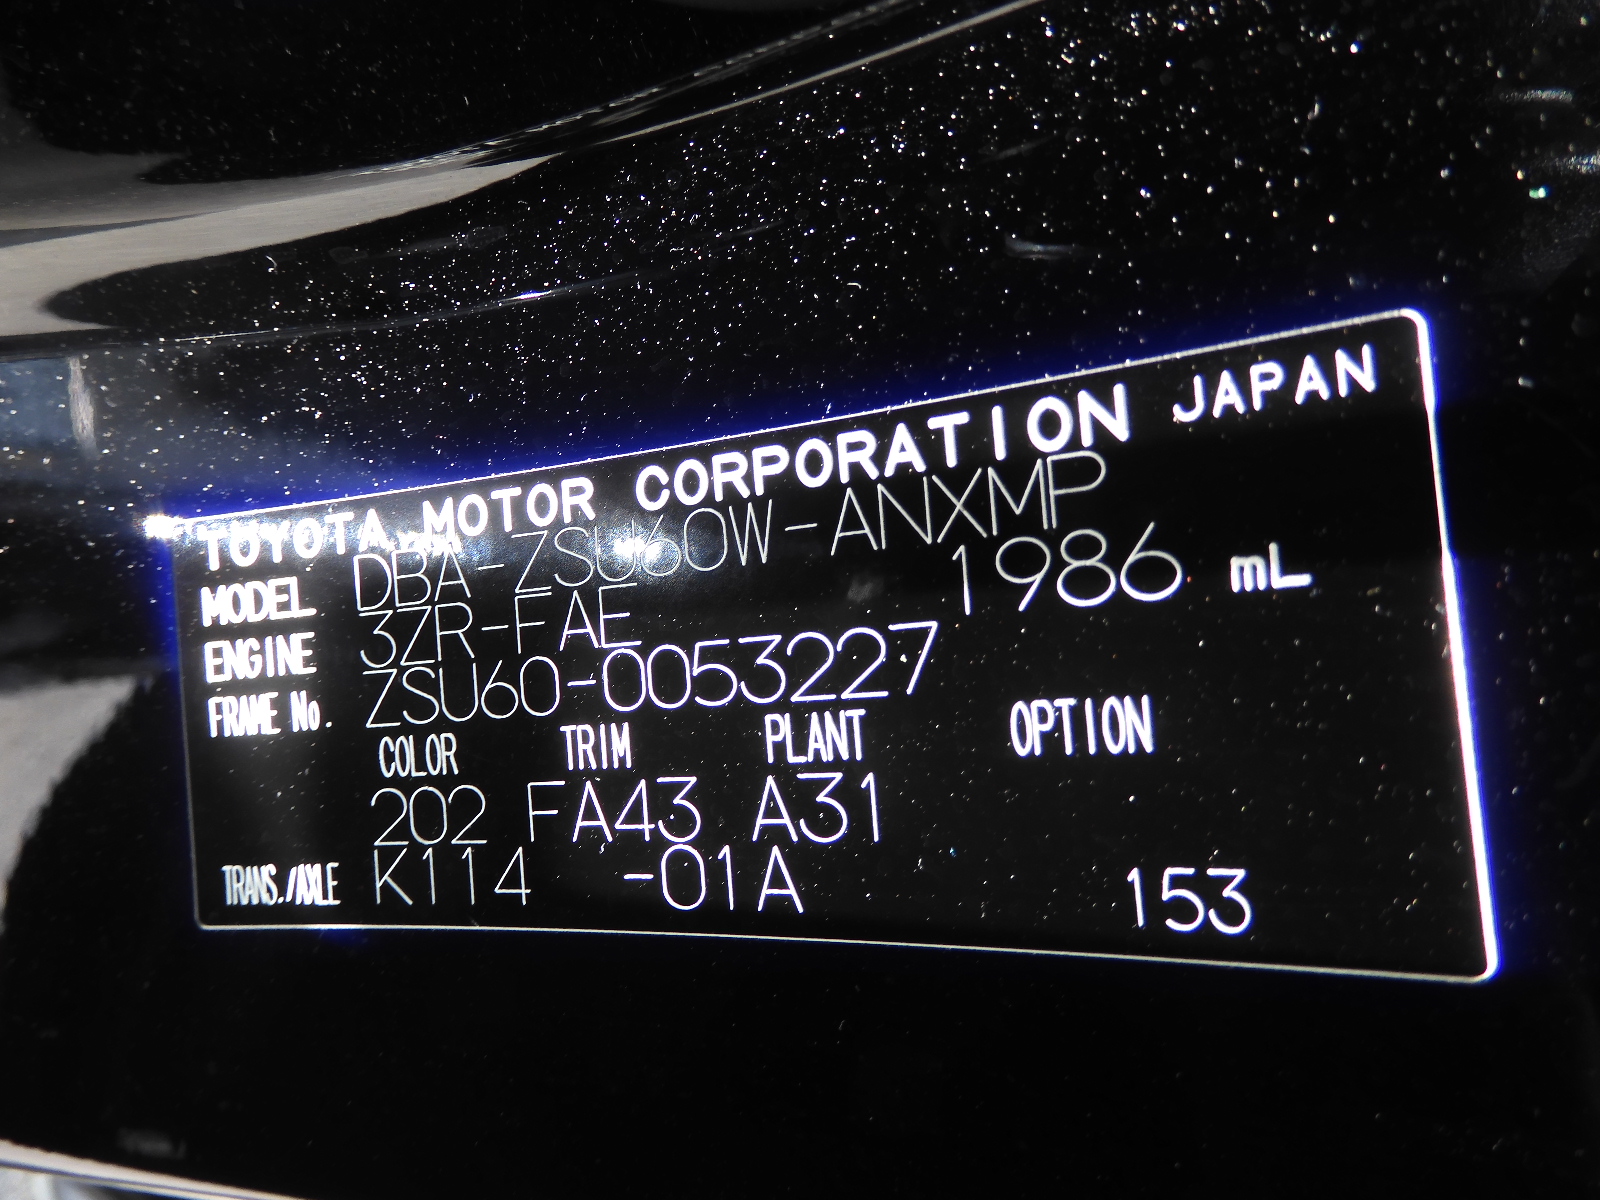 TOYOTA MOTOR CORPORATION JAPAN
MODEL DBA-ZSU60W-ANXMP
ENGINE 3ZR-FAE 1986 mL
FRAME No. ZSU60-0053227
COLOR TRIM PLANT OPTION
202 FA43 A31
TRANS./AXLE K114 -01A 153